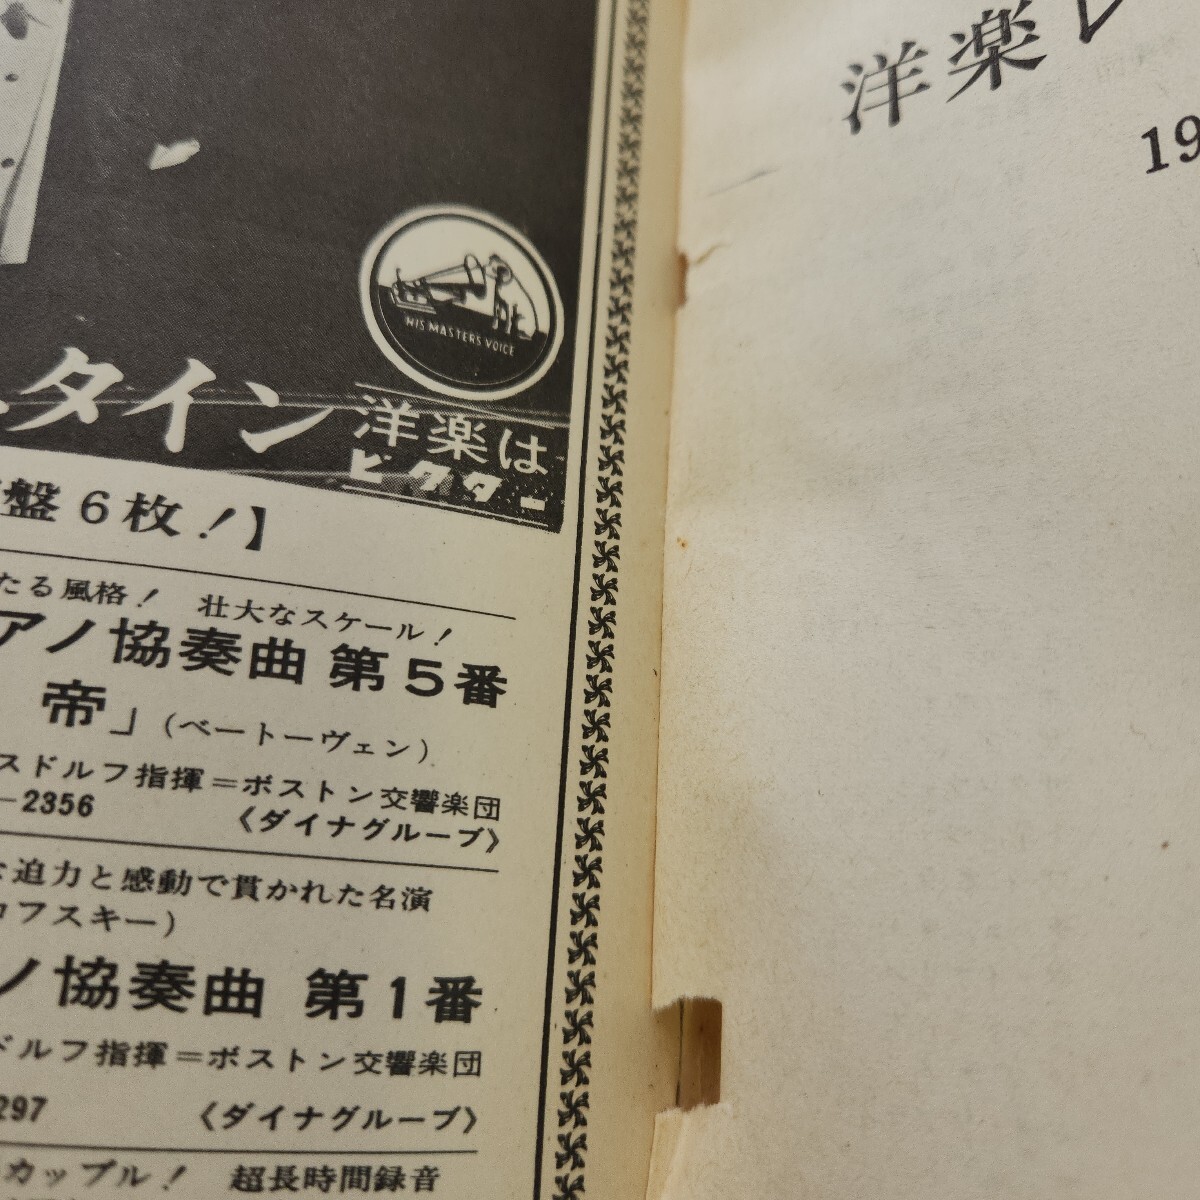 HIS MASTERS VOICE
タイン
洋楽は
ビクター
盤6枚!】
たる風格! 壮大なスケール!
アノ協奏曲 第5番
帝」(ベートーヴェン)
スドルフ指揮=ボストン交響楽団
-2356 《ダイナグルーブ》
迫力と感動で貫かれた名演
コフスキー)
ノ協奏曲 第1番
ドルフ指揮=ボストン交響楽団
297 《ダイナグルーブ》
カップル! 超長時間録音
洋楽レ
19